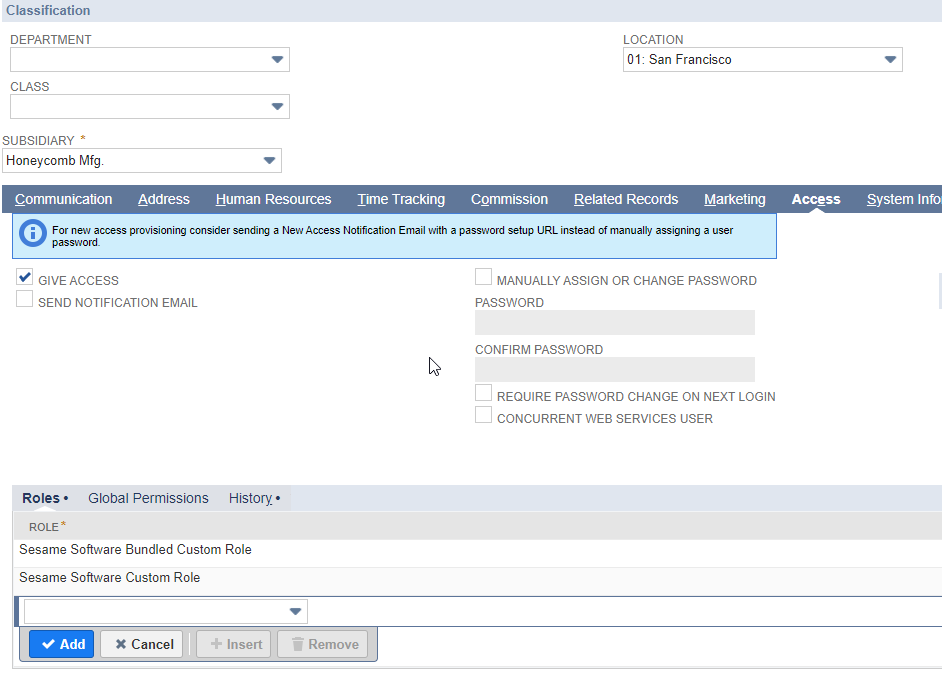 Classification
DEPARTMENT
LOCATION
01: San Francisco
CLASS
SUBSIDIARY *
Honeycomb Mfg.
Communication Address Human Resources Time Tracking Commission Related Records Marketing Access System Info
For new access provisioning consider sending a New Access Notification Email with a password setup URL instead of manually assigning a user
password.
GIVE ACCESS
SEND NOTIFICATION EMAIL
MANUALLY ASSIGN OR CHANGE PASSWORD
PASSWORD
CONFIRM PASSWORD
REQUIRE PASSWORD CHANGE ON NEXT LOGIN
CONCURRENT WEB SERVICES USER
Roles • Global Permissions History •
ROLE *
Sesame Software Bundled Custom Role
Sesame Software Custom Role
Add Cancel Insert Remove